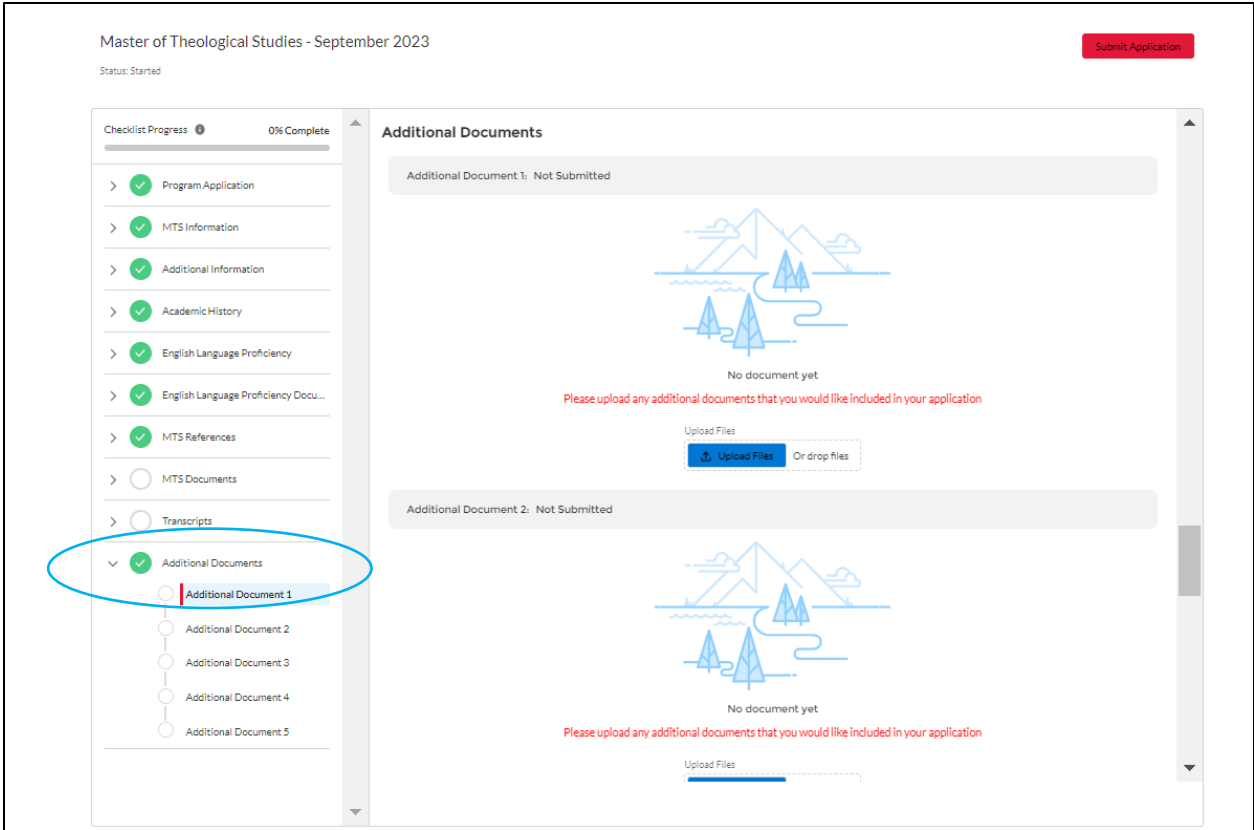 Master of Theological Studies - September 2023
Submit Application
Status: Started
Checklist Progress
0% Complete
Program Application
MTS Information
Additional Information
Academic History
English Language Proficiency
English Language Proficiency Docu...
MTS References
MTS Documents
Transcripts
Additional Documents
Additional Document 1
Additional Document 2
Additional Document 3
Additional Document 4
Additional Document 5
Additional Documents
Additional Document 1: Not Submitted
No document yet
Please upload any additional documents that you would like included in your application
Upload Files
Upload Files Or drop files
Additional Document 2: Not Submitted
No document yet
Please upload any additional documents that you would like included in your application
Upload Files